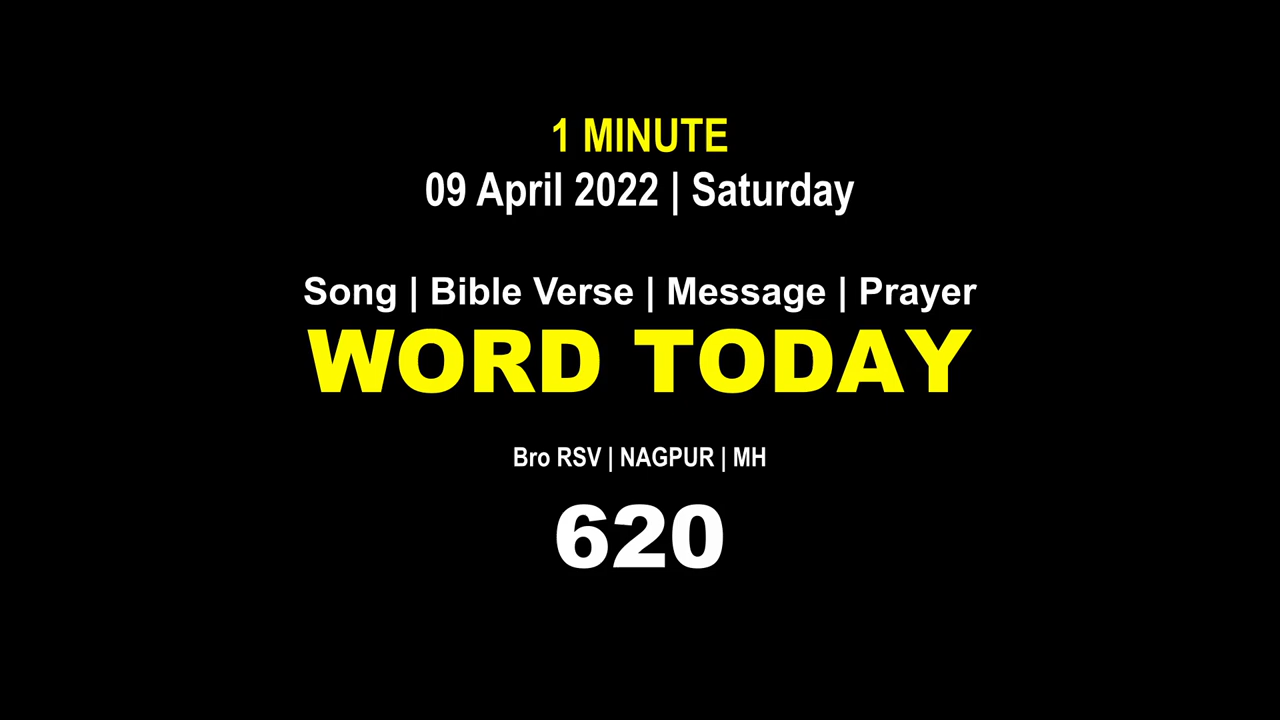 1 MINUTE
09 April 2022 | Saturday
Song | Bible Verse | Message | Prayer
WORD TODAY
Bro RSV | NAGPUR | MH
620